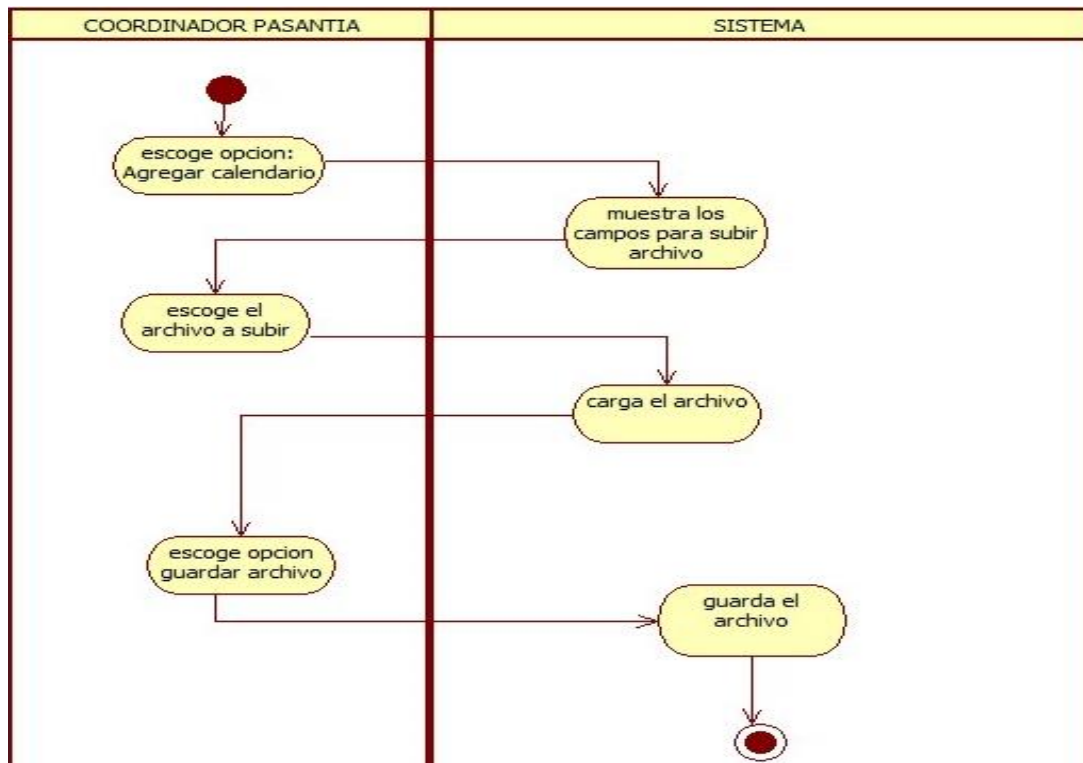 COORDINADOR PASANTIA
SISTEMA
escoge opcion:
Agregar calendario
muestra los
campos para subir
archivo
escoge el
archivo a subir
carga el archivo
escoge opcion
guardar archivo
guarda el
archivo